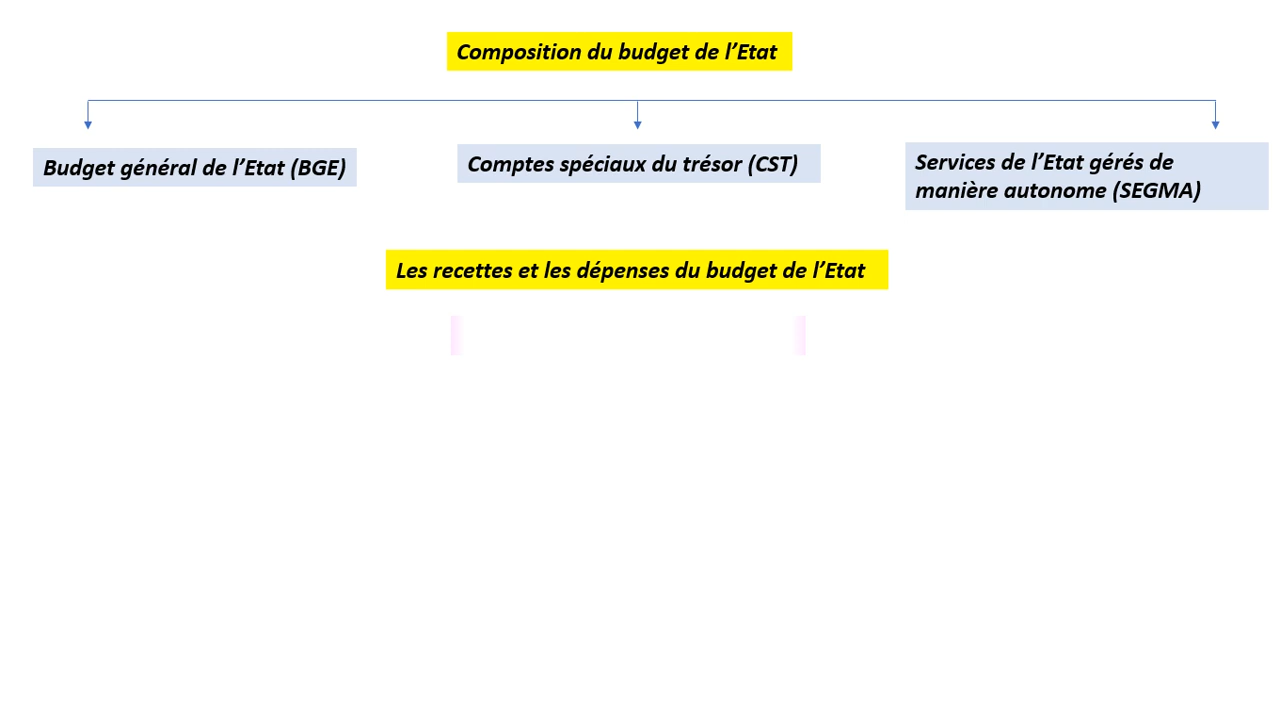 Composition du budget de l’Etat
Budget général de l’Etat (BGE)
Comptes spéciaux du trésor (CST)
Services de l’Etat gérés de
manière autonome (SEGMA)
Les recettes et les dépenses du budget de l’Etat